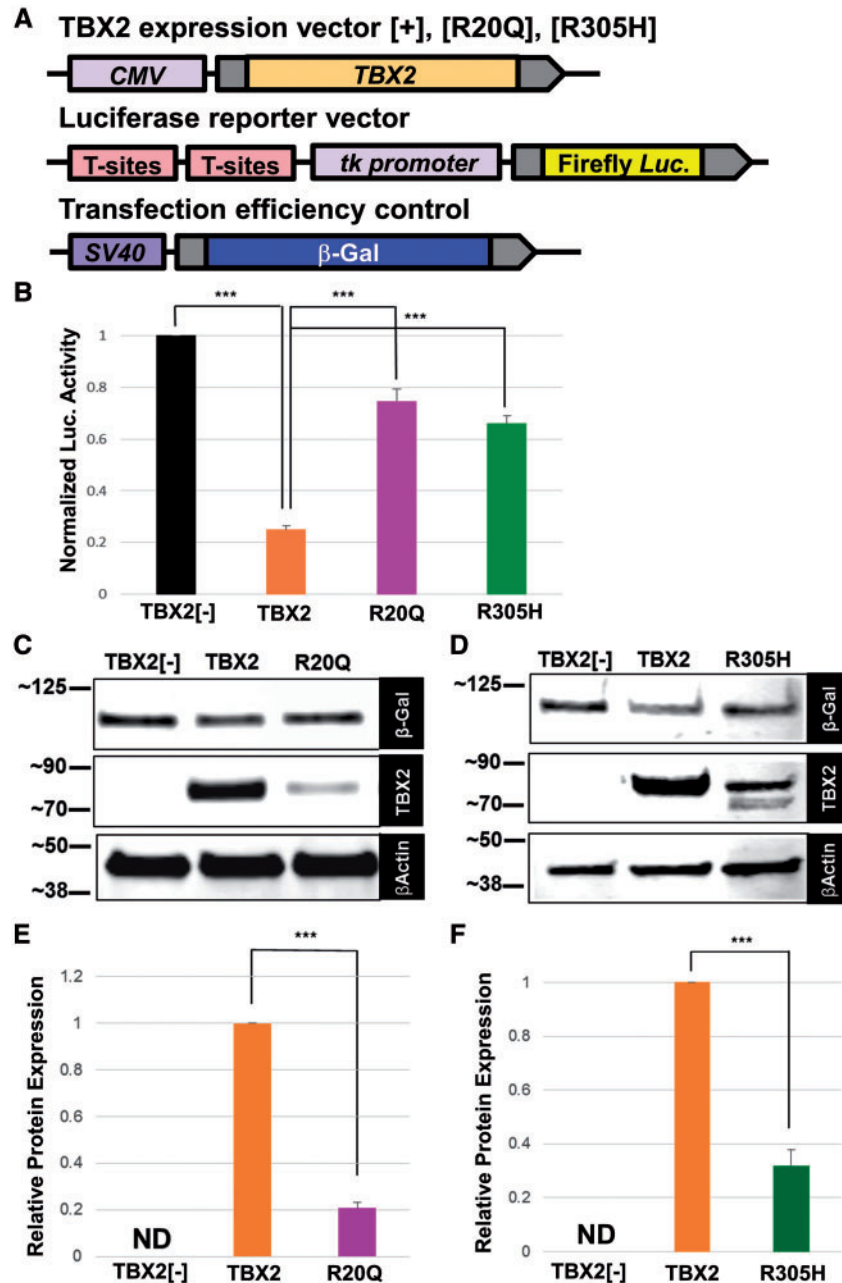 A
TBX2 expression vector [+], [R20Q], [R305H]
CMV TBX2
Luciferase reporter vector
T-sites T-sites tk promoter Firefly Luc.
Transfection efficiency control
SV40 β-Gal
B
*** *** ***
Normalized Luc. Activity
1
0.8
0.6
0.4
0.2
0
TBX2[-] TBX2 R20Q R305H
C
TBX2[-] TBX2 R20Q
~125
β-Gal
~90
~70
TBX2
~50
~38
βActin
D
TBX2[-] TBX2 R305H
~125
β-Gal
~90
~70
TBX2
~50
~38
βActin
E
***
Relative Protein Expression
1.2
1
0.8
0.6
0.4
0.2
0
ND
TBX2[-] TBX2 R20Q
F
***
Relative Protein Expression
1
0.8
0.6
0.4
0.2
0
ND
TBX2[-] TBX2 R305H